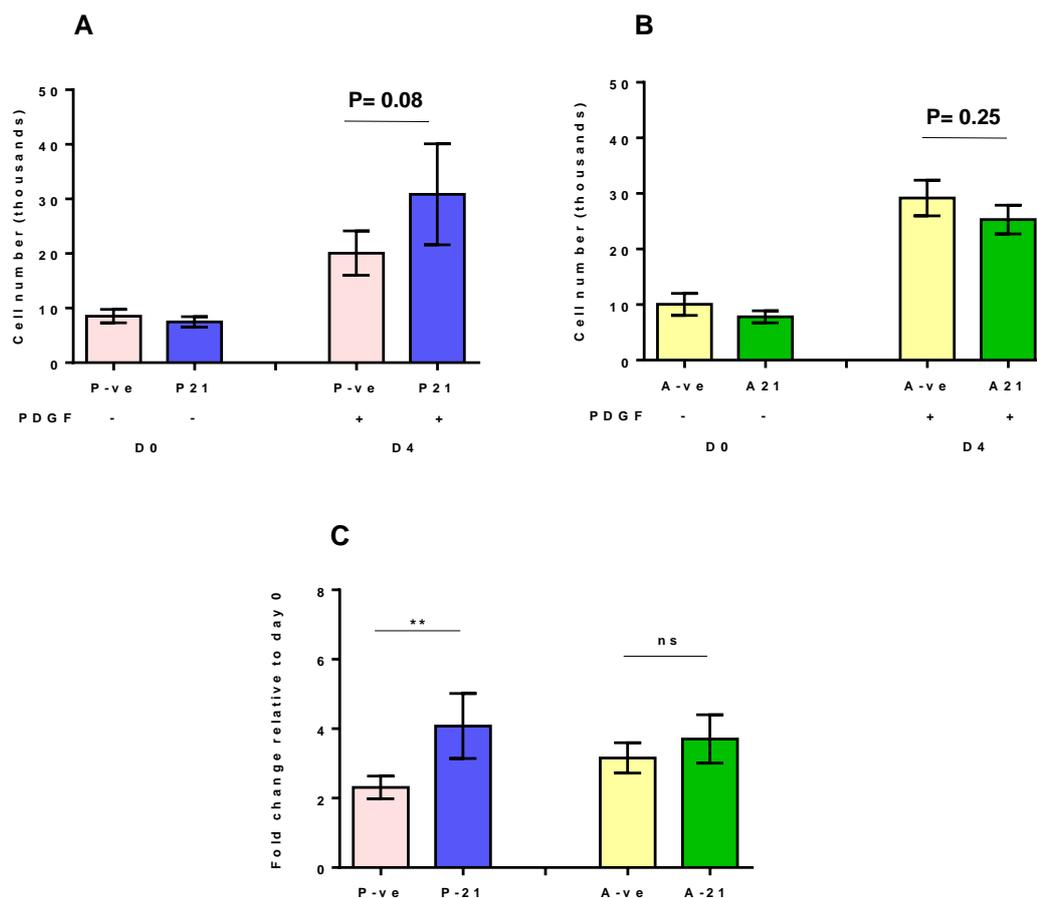 A
Cell number (thousands)
50
40
30
20
10
0
P= 0.08
P-ve P21 P-ve P21
PDGF - - + +
D0 D4
B
Cell number (thousands)
50
40
30
20
10
0
P= 0.25
A-ve A21 A-ve A21
PDGF - - + +
D0 D4
C
Fold change relative to day 0
8
6
4
2
0
**
ns
P-ve P-21 A-ve A-21